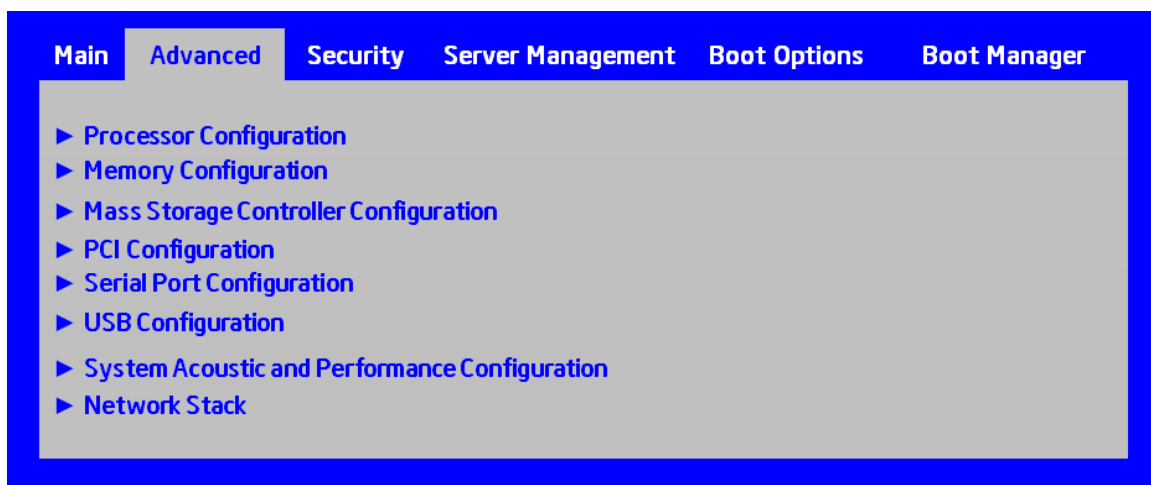 Main Advanced Security Server Management Boot Options Boot Manager
► Processor Configuration
► Memory Configuration
► Mass Storage Controller Configuration
► PCI Configuration
► Serial Port Configuration
► USB Configuration
► System Acoustic and Performance Configuration
► Network Stack